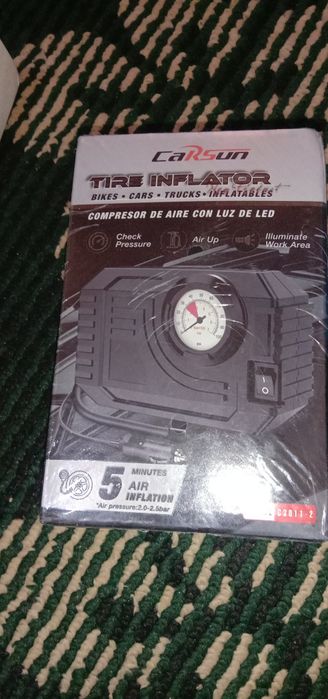 CaRSun
TIRE INFLATOR
BIKES • CARS • TRUCKS • INFLATABLES
COMPRESOR DE AIRE CON LUZ DE LED
Check Pressure
Air Up
Illuminate Work Area
5 MINUTES
AIR
INFLATION
*Air pressure:2.0-2.5bar